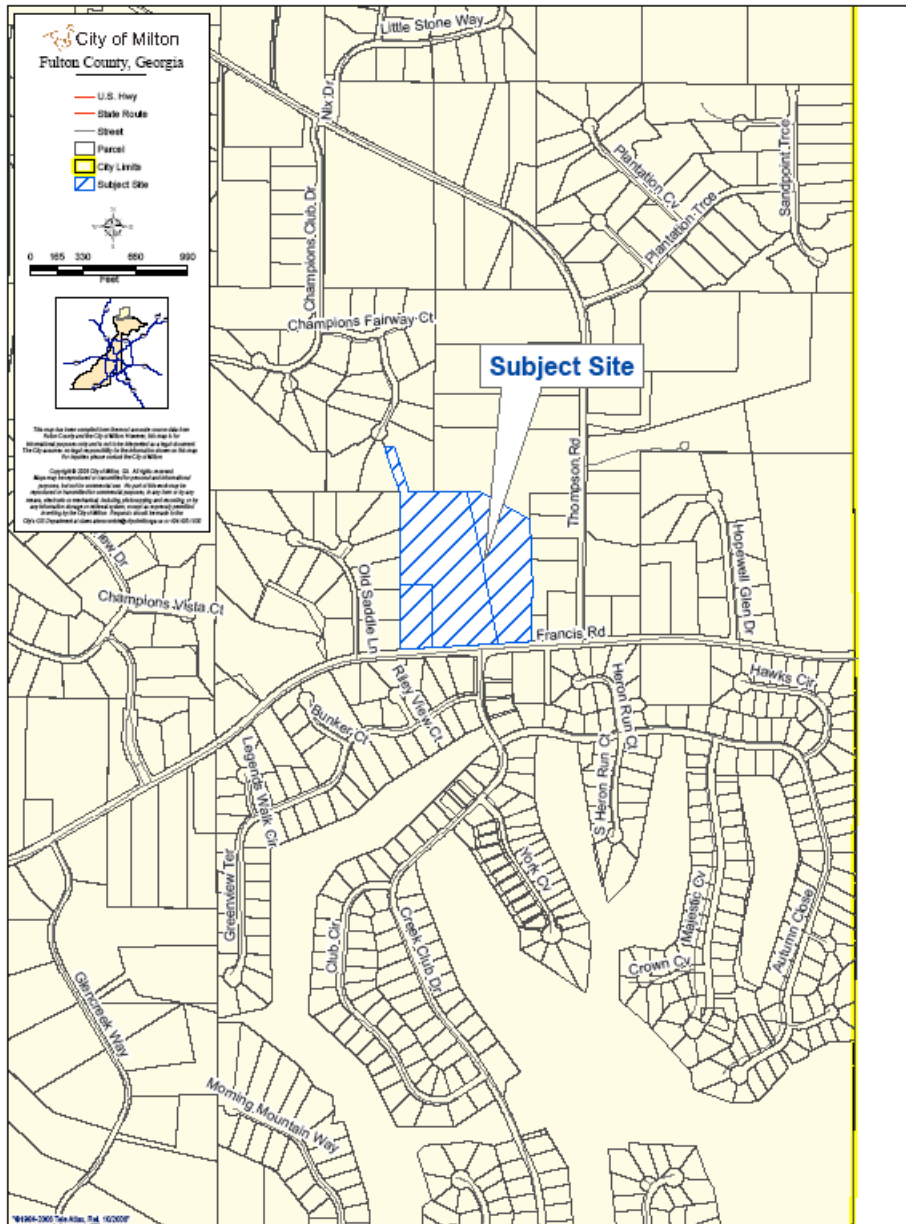 City of Milton
Fulton County, Georgia
U.S. Hwy
State Route
Street
Parcel
City Limits
Subject Site
0 165 330 660 990
Feet
Little Stone Way
Nix Dr
Champions Club Dr
Plantation Cv
Plantation Trce
Sandpoint Trce
Champions Fairway Ct
Subject Site
Thompson Rd
Hopewell Glen Dr
Old Saddle Ln
view Dr
Champions Vista Ct
Francis Rd
Riley View Ct
Bunker Ct
Legends Walk Cir
Greenview Ter
Heron Run Ct
S Heron Run Ct
Hawks Cir
York Cv
Club Cir
Creek Club Dr
Majestic Cv
Crown Cv
Autumn Close
Glencreek Way
Morning Mountain Way